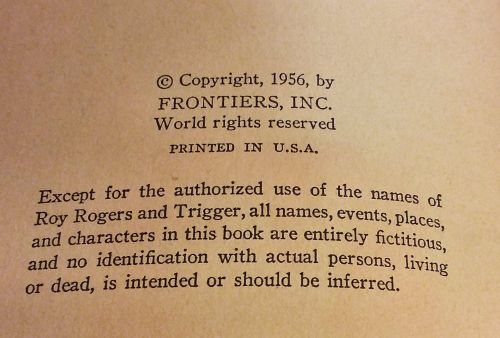 © Copyright, 1956, by
FRONTIERS, INC.
World rights reserved
PRINTED IN U.S.A.
Except for the authorized use of the names of
Roy Rogers and Trigger, all names, events, places,
and characters in this book are entirely fictitious,
and no identification with actual persons, living
or dead, is intended or should be inferred.